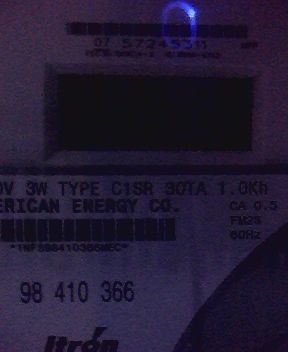 07 57245311
0V 3W TYPE C1SR 30TA 1.0Kh
ERICAN ENERGY CO.
CA 0.5
FM2S
60Hz
98 410 366
Itrón